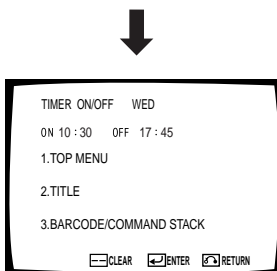 TIMER ON/OFF WED
ON 10 : 30 OFF 17 : 45
1.TOP MENU
2.TITLE
3.BARCODE/COMMAND STACK
--CLEAR ENTER RETURN